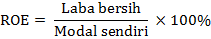 ROE = Laba bersih / Modal sendiri × 100%